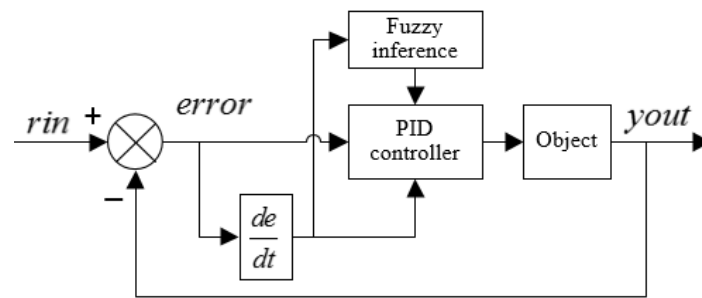 Fuzzy
inference
rin
+
error
PID
controller
Object
yout
−
de
dt